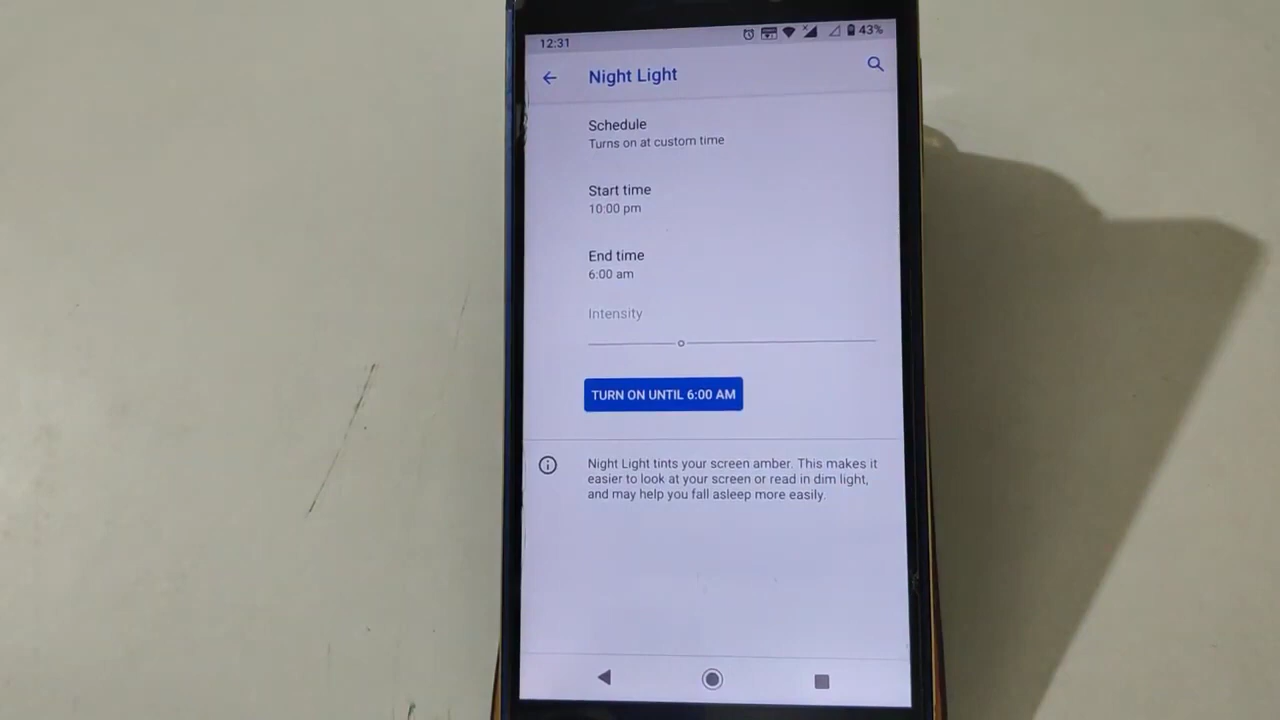 12:31
43%
Night Light
Schedule
Turns on at custom time
Start time
10:00 pm
End time
6:00 am
Intensity
TURN ON UNTIL 6:00 AM
Night Light tints your screen amber. This makes it
easier to look at your screen or read in dim light,
and may help you fall asleep more easily.